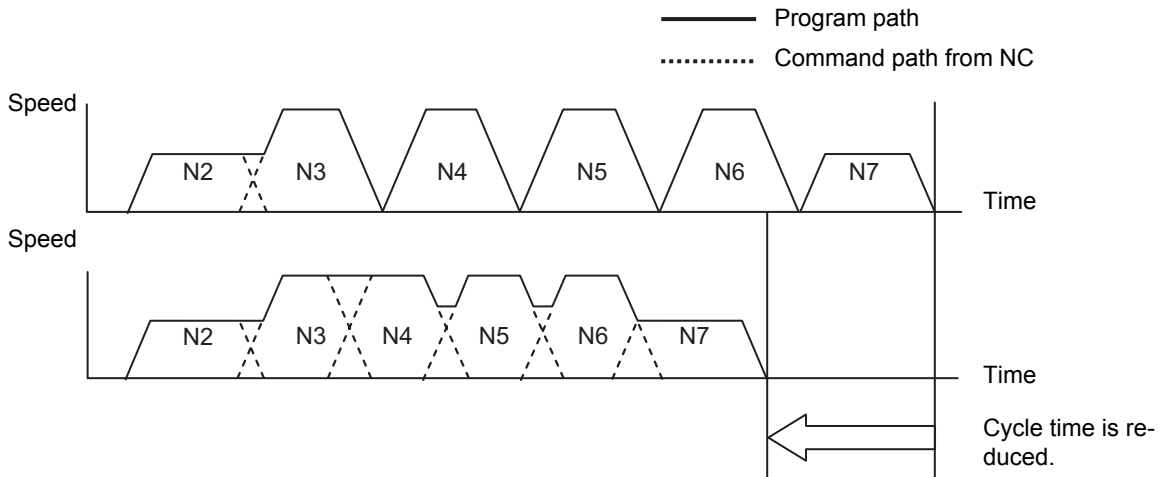 Program path
Command path from NC
Speed
N2 N3 N4 N5 N6 N7
Time
Speed
N2 N3 N4 N5 N6 N7
Time
Cycle time is re-
duced.